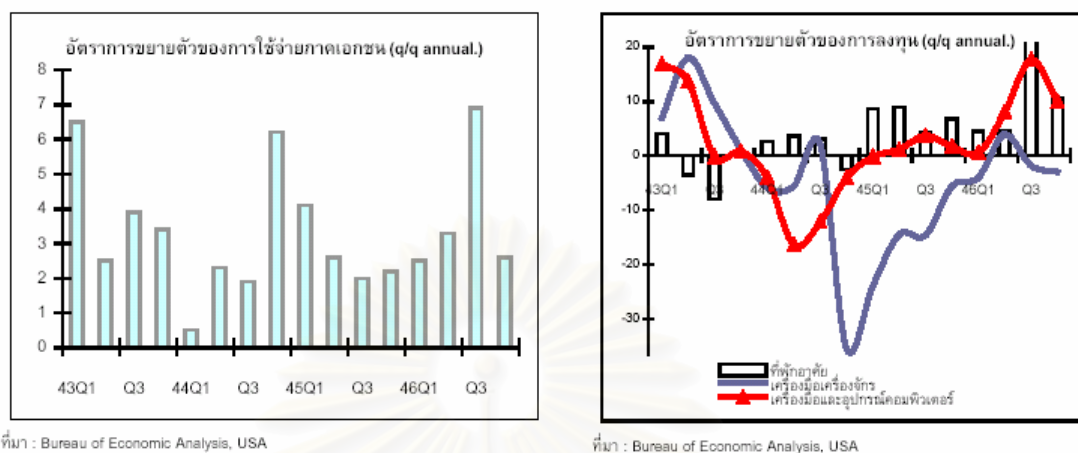 อัตราการขยายตัวของการใช้จ่ายภาคเอกชน (q/q annual.)
8
7
6
5
4
3
2
1
0
43Q1 Q3 44Q1 Q3 45Q1 Q3 46Q1 Q3
ที่มา : Bureau of Economic Analysis, USA
อัตราการขยายตัวของการลงทุน (q/q annual.)
20
10
0
-10
-20
-30
43Q1 Q3 44Q1 Q3 45Q1 Q3 46Q1 Q3
ที่พักอาศัย
เครื่องมือเครื่องจักร
เครื่องมือและอุปกรณ์คอมพิวเตอร์
ที่มา : Bureau of Economic Analysis, USA